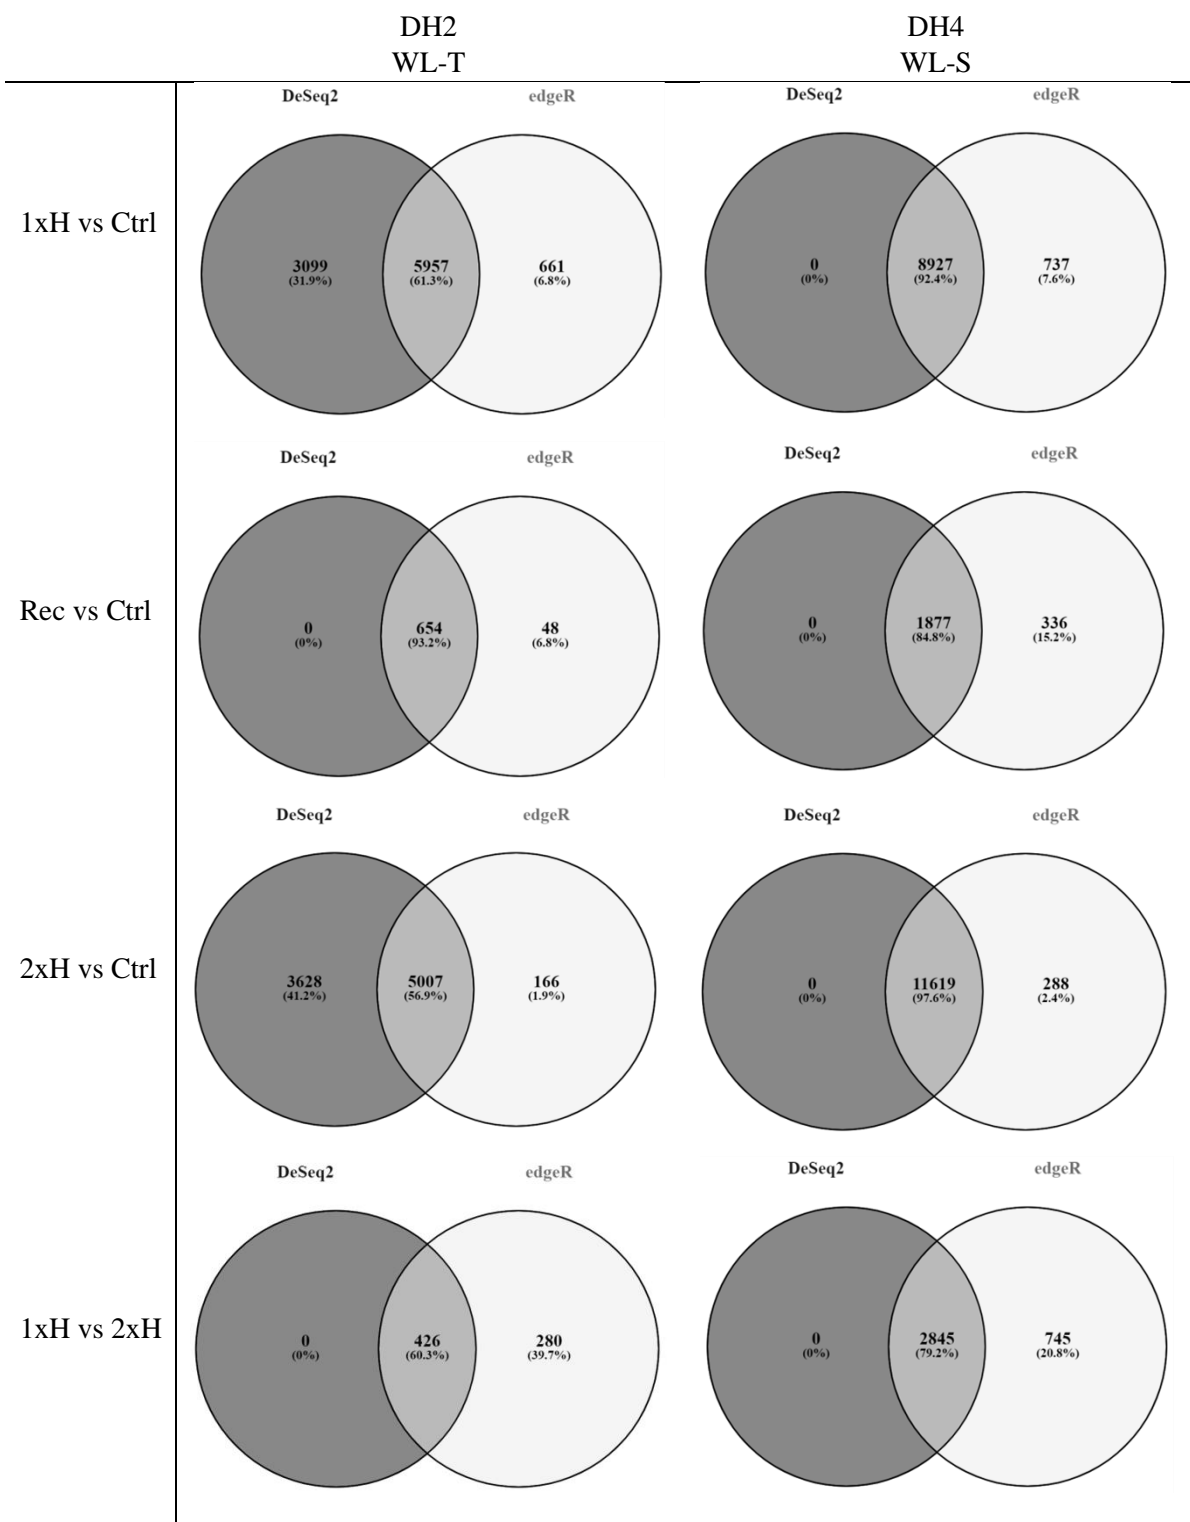 DH2
WL-T
DH4
WL-S
1xH vs Ctrl
DeSeq2
edgeR
3099
(31.9%)
5957
(61.3%)
661
(6.8%)
DeSeq2
edgeR
0
(0%)
8927
(92.4%)
737
(7.6%)
Rec vs Ctrl
DeSeq2
edgeR
0
(0%)
654
(93.2%)
48
(6.8%)
DeSeq2
edgeR
0
(0%)
1877
(84.8%)
336
(15.2%)
2xH vs Ctrl
DeSeq2
edgeR
3628
(41.2%)
5007
(56.9%)
166
(1.9%)
DeSeq2
edgeR
0
(0%)
11619
(97.6%)
288
(2.4%)
1xH vs 2xH
DeSeq2
edgeR
0
(0%)
426
(60.3%)
280
(39.7%)
DeSeq2
edgeR
0
(0%)
2845
(79.2%)
745
(20.8%)